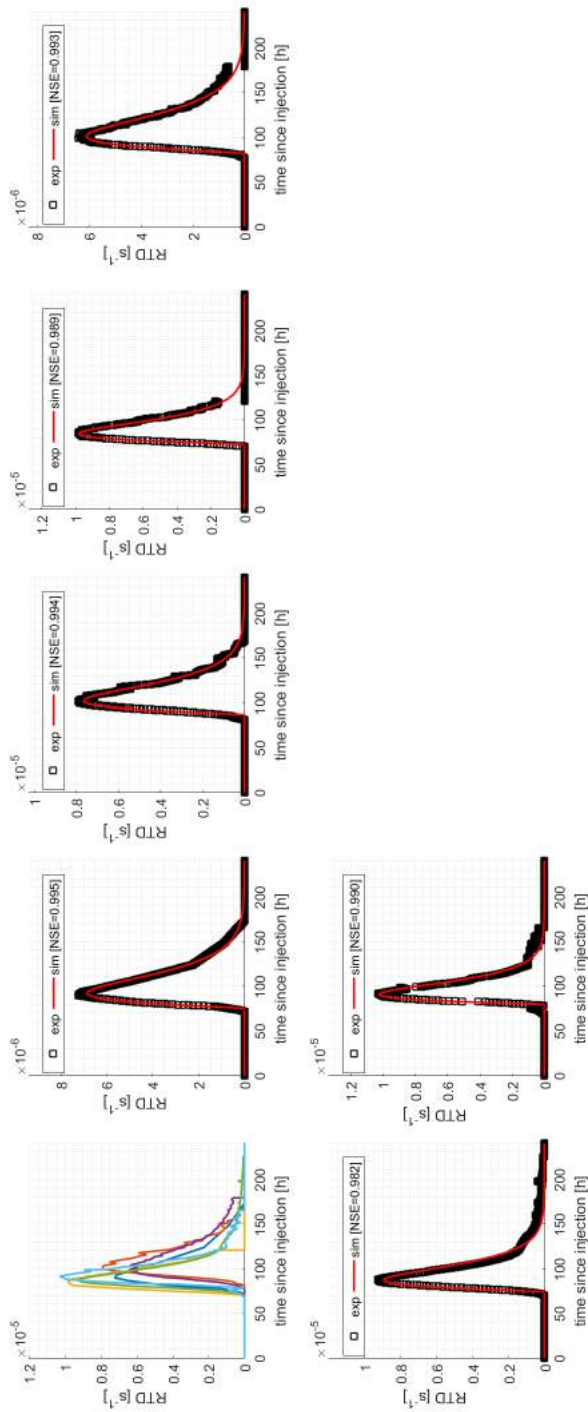 ×10⁻⁵
1.2
1
0.8
0.6
0.4
0.2
0
RTD [s⁻¹]
0 50 100 150 200
time since injection [h]
×10⁻⁶
exp sim [NSE=0.995]
8
6
4
2
0
RTD [s⁻¹]
0 50 100 150 200
time since injection [h]
×10⁻⁵
exp sim [NSE=0.994]
1
0.8
0.6
0.4
0.2
0
RTD [s⁻¹]
0 50 100 150 200
time since injection [h]
×10⁻⁵
exp sim [NSE=0.989]
1.2
1
0.8
0.6
0.4
0.2
0
RTD [s⁻¹]
0 50 100 150 200
time since injection [h]
×10⁻⁶
exp sim [NSE=0.993]
8
6
4
2
0
RTD [s⁻¹]
0 50 100 150 200
time since injection [h]
×10⁻⁵
exp sim [NSE=0.982]
1
0.8
0.6
0.4
0.2
0
RTD [s⁻¹]
0 50 100 150 200
time since injection [h]
×10⁻⁵
exp sim [NSE=0.990]
1.2
1
0.8
0.6
0.4
0.2
0
RTD [s⁻¹]
0 50 100 150 200
time since injection [h]